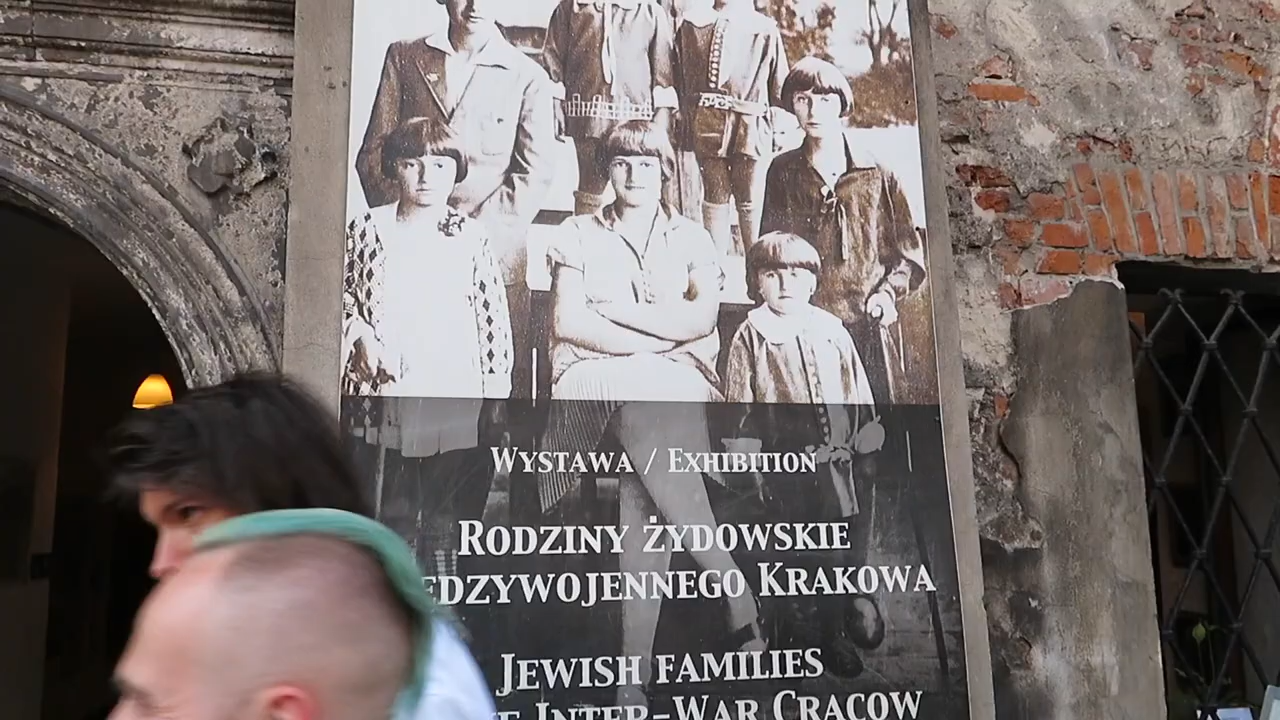 WYSTAWA / EXHIBITION
RODZINY ŻYDOWSKIE
KRAKOWA
JEWISH FAMILIES
INTER-WAR CRACOW